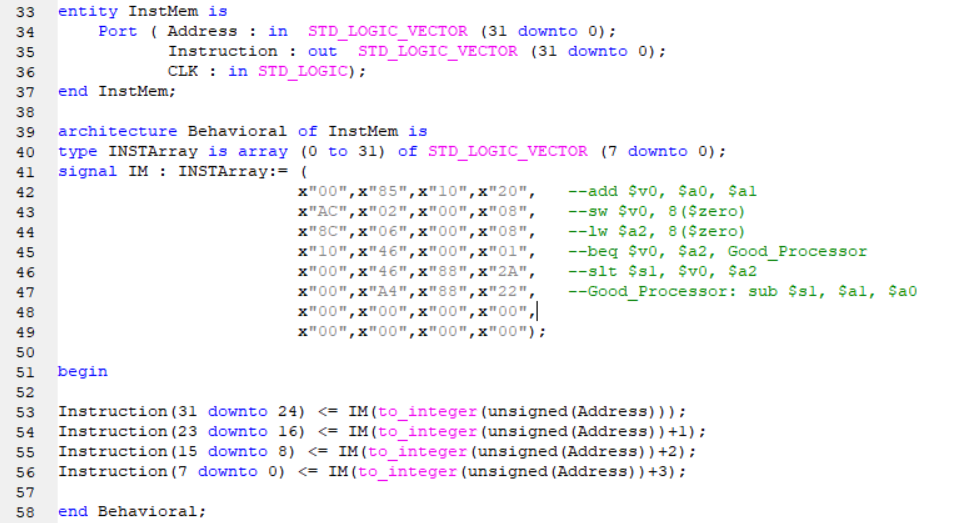 33 entity InstMem is
34     Port ( Address : in  STD_LOGIC_VECTOR (31 downto 0);
35            Instruction : out  STD_LOGIC_VECTOR (31 downto 0);
36            CLK : in STD_LOGIC);
37 end InstMem;
38
39 architecture Behavioral of InstMem is
40 type INSTArray is array (0 to 31) of STD_LOGIC_VECTOR (7 downto 0);
41 signal IM : INSTArray:= (
42                         x"00",x"85",x"10",x"20",   --add $v0, $a0, $a1
43                         x"AC",x"02",x"00",x"08",   --sw $v0, 8($zero)
44                         x"8C",x"06",x"00",x"08",   --lw $a2, 8($zero)
45                         x"10",x"46",x"00",x"01",   --beq $v0, $a2, Good_Processor
46                         x"00",x"46",x"88",x"2A",   --slt $s1, $v0, $a2
47                         x"00",x"A4",x"88",x"22",   --Good_Processor: sub $s1, $a1, $a0
48                         x"00",x"00",x"00",x"00",
49                         x"00",x"00",x"00",x"00");
50
51 begin
52
53 Instruction(31 downto 24) <= IM(to_integer(unsigned(Address)));
54 Instruction(23 downto 16) <= IM(to_integer(unsigned(Address))+1);
55 Instruction(15 downto 8) <= IM(to_integer(unsigned(Address))+2);
56 Instruction(7 downto 0) <= IM(to_integer(unsigned(Address))+3);
57
58 end Behavioral;